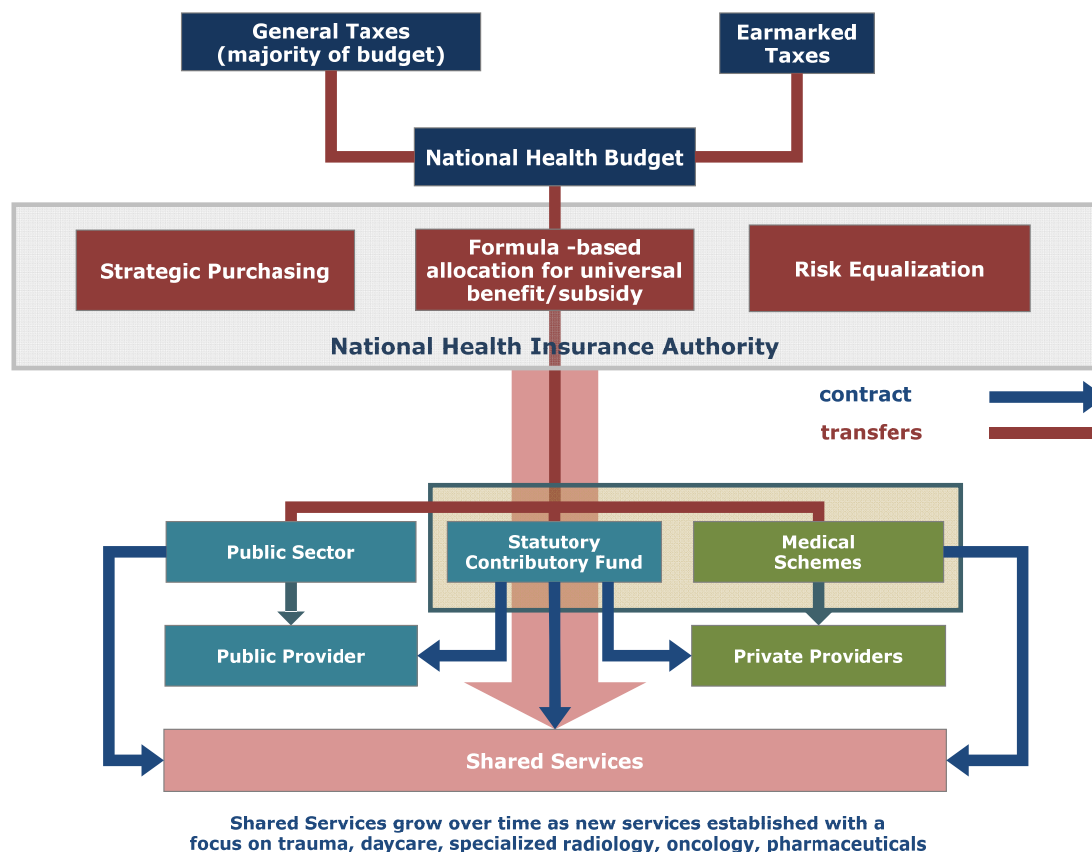 General Taxes
(majority of budget)
Earmarked
Taxes
National Health Budget
Strategic Purchasing
Formula -based
allocation for universal
benefit/subsidy
Risk Equalization
National Health Insurance Authority
contract
transfers
Public Sector
Statutory
Contributory Fund
Medical
Schemes
Public Provider
Private Providers
Shared Services
Shared Services grow over time as new services established with a
focus on trauma, daycare, specialized radiology, oncology, pharmaceuticals